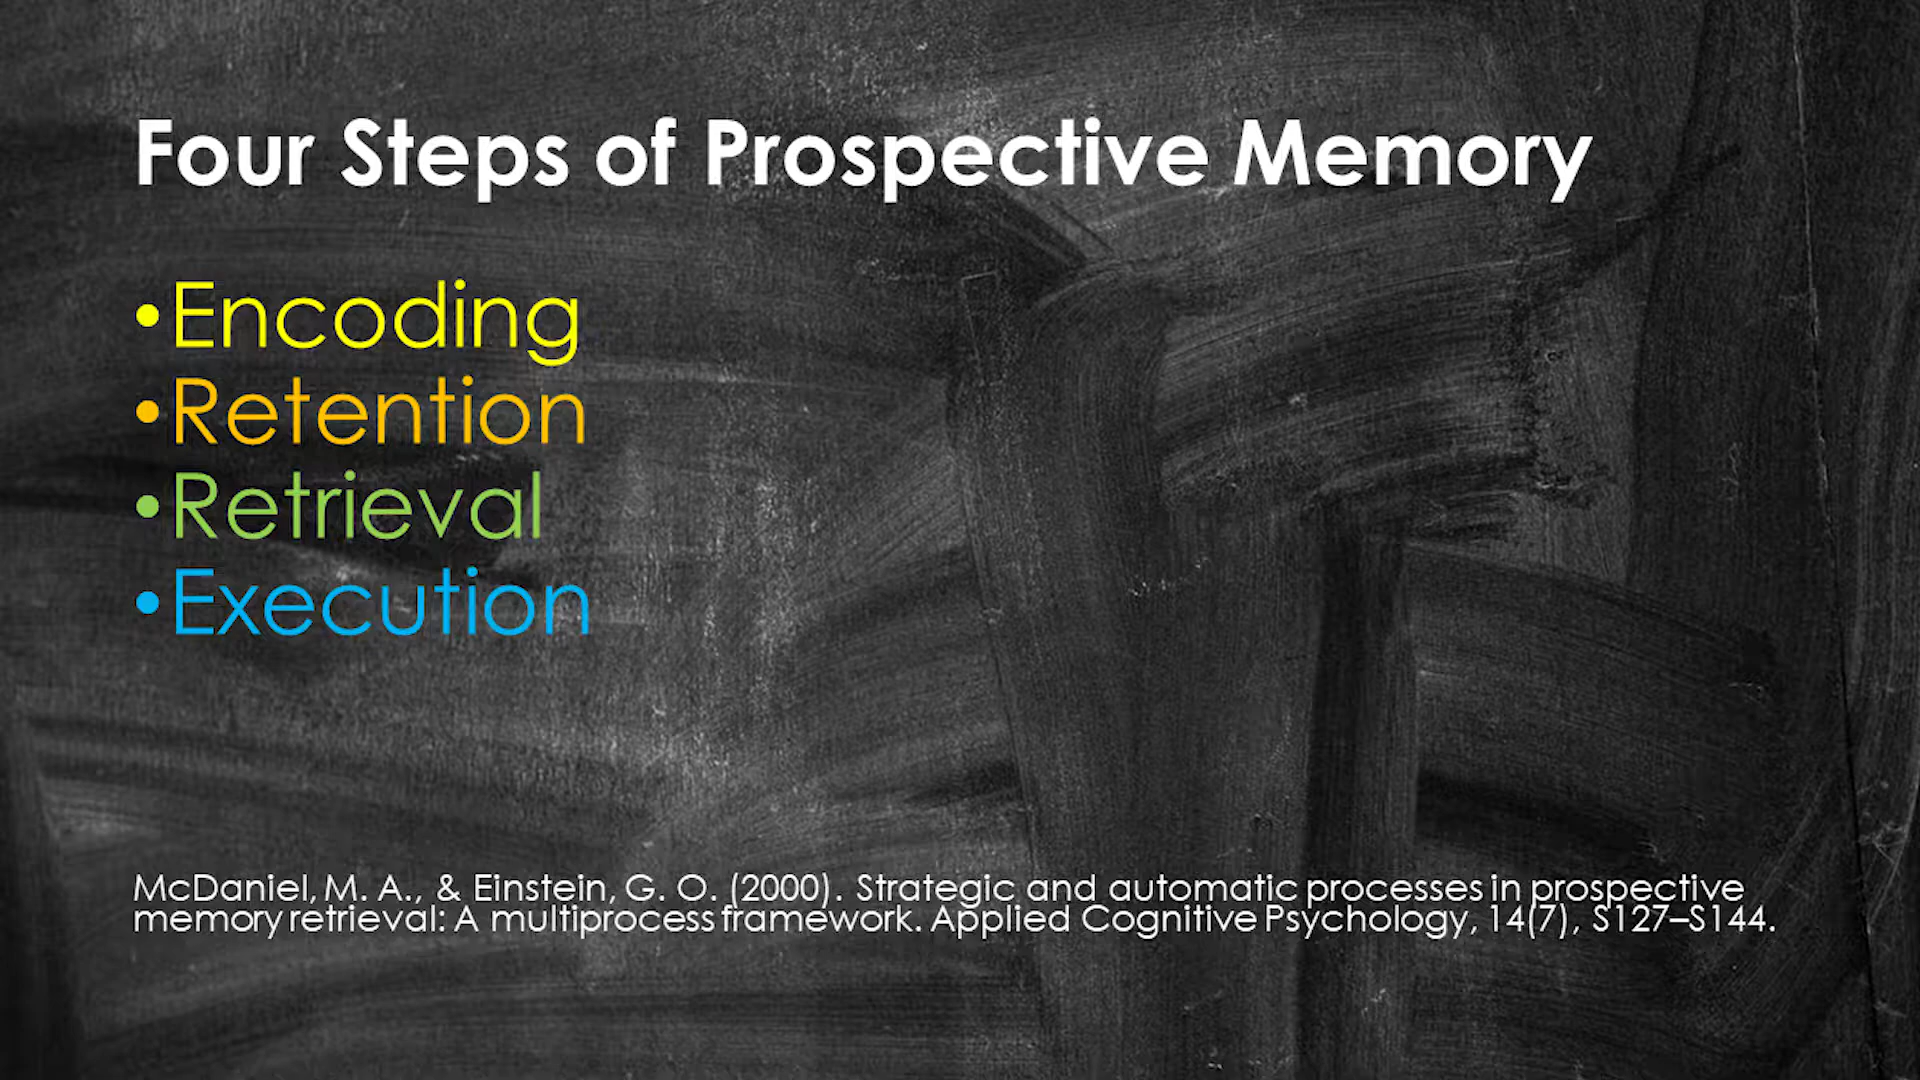 Four Steps of Prospective Memory
•Encoding
•Retention
•Retrieval
•Execution
McDaniel, M. A., & Einstein, G. O. (2000). Strategic and automatic processes in prospective
memory retrieval: A multiprocess framework. Applied Cognitive Psychology, 14(7), S127–S144.